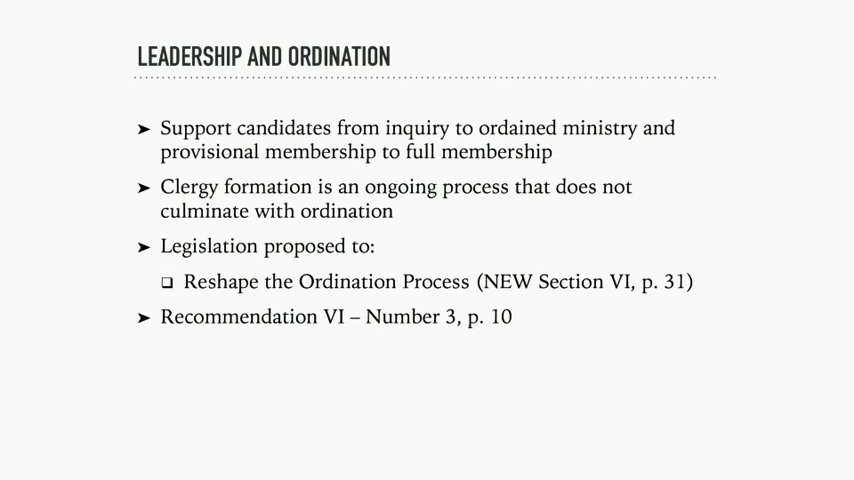 LEADERSHIP AND ORDINATION
➤ Support candidates from inquiry to ordained ministry and
provisional membership to full membership
➤ Clergy formation is an ongoing process that does not
culminate with ordination
➤ Legislation proposed to:
❑ Reshape the Ordination Process (NEW Section VI, p. 31)
➤ Recommendation VI – Number 3, p. 10